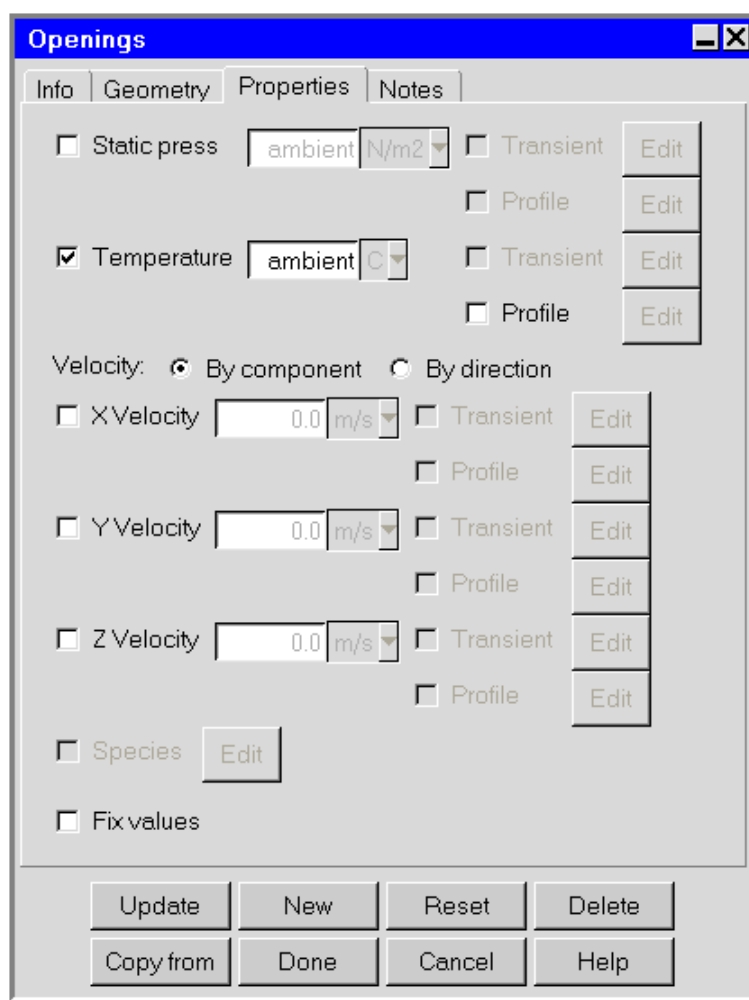 Openings
Info Geometry Properties Notes
Static press ambient N/m2 Transient Edit
Profile Edit
Temperature ambient C Transient Edit
Profile Edit
Velocity: By component By direction
X Velocity 0.0 m/s Transient Edit
Profile Edit
Y Velocity 0.0 m/s Transient Edit
Profile Edit
Z Velocity 0.0 m/s Transient Edit
Profile Edit
Species Edit
Fix values
Update New Reset Delete
Copy from Done Cancel Help